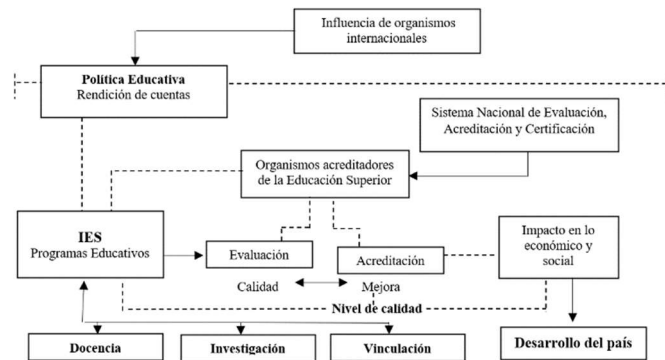 Influencia de organismos
internacionales
Política Educativa
Rendición de cuentas
Sistema Nacional de Evaluación,
Acreditación y Certificación
Organismos acreditadores
de la Educación Superior
IES
Programas Educativos
Evaluación
Acreditación
Impacto en lo
económico y
social
Calidad
Mejora
Nivel de calidad
Docencia
Investigación
Vinculación
Desarrollo del país